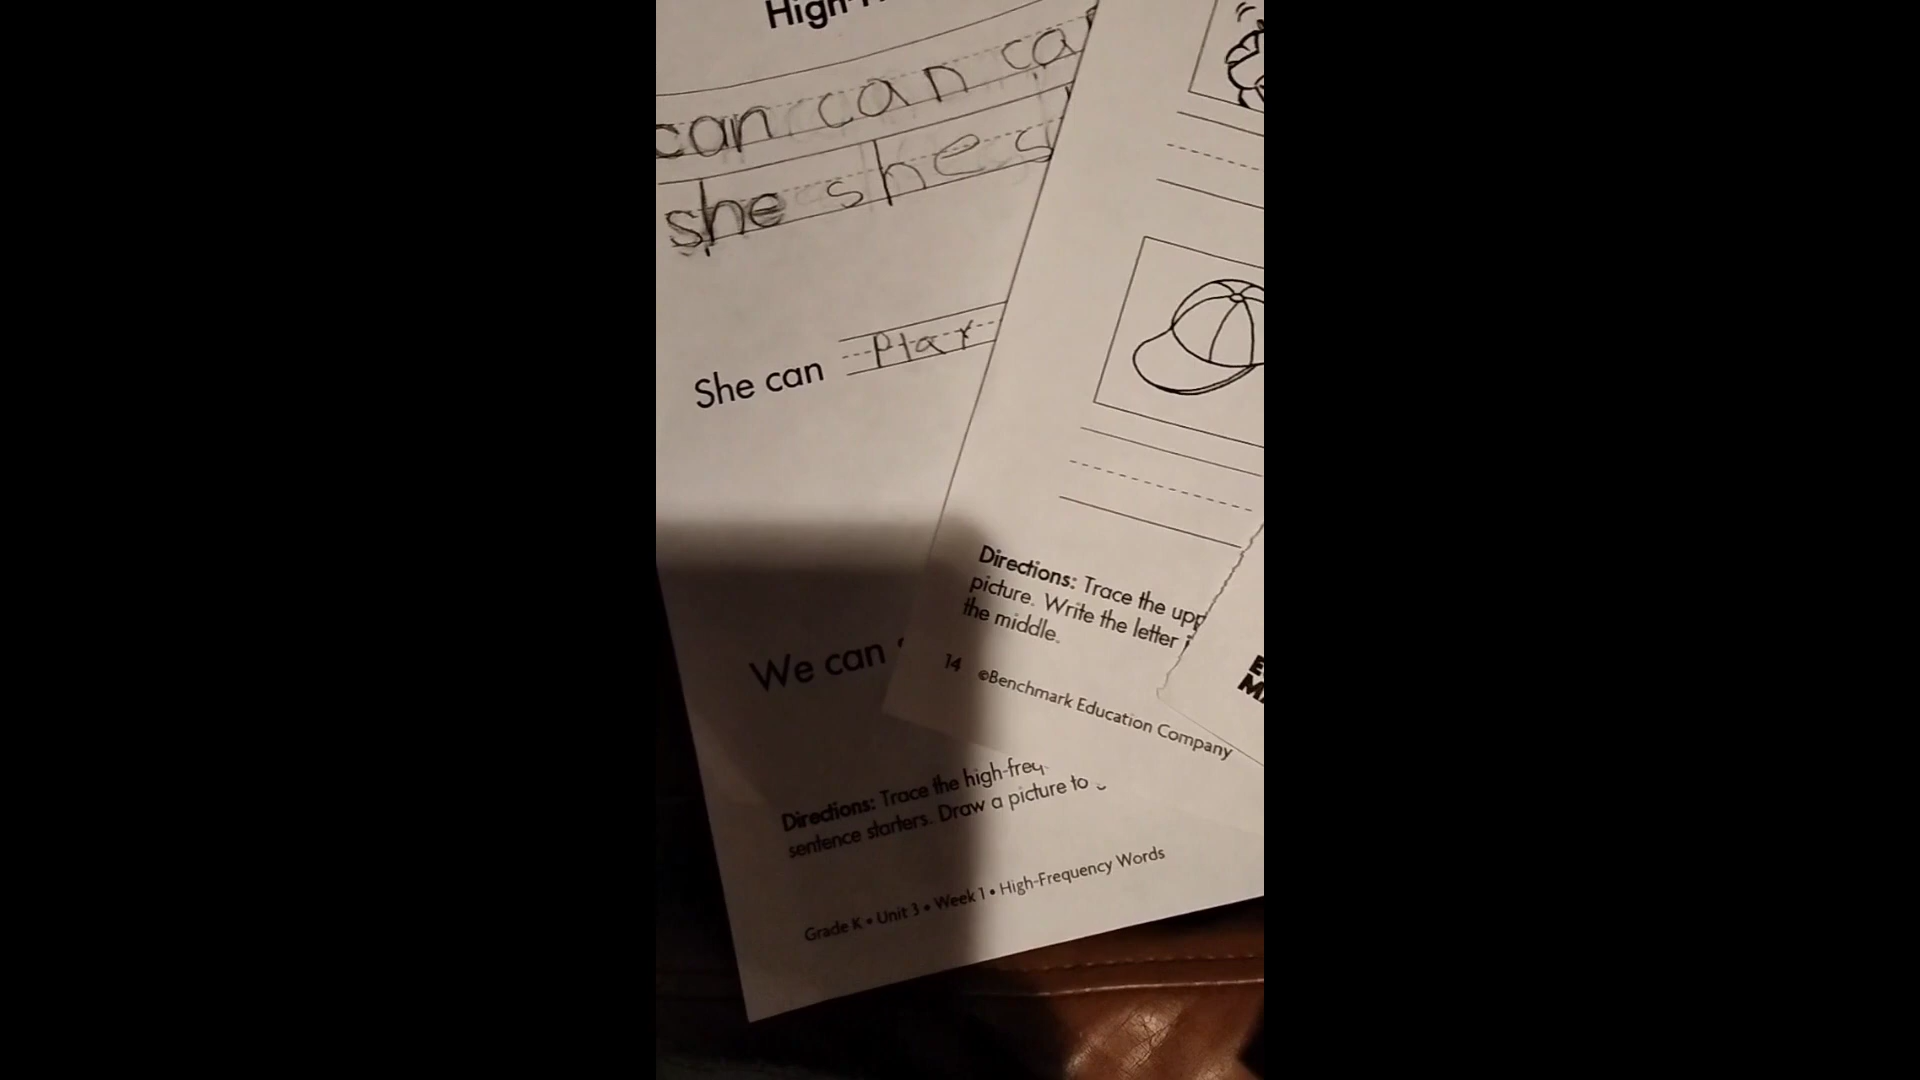 High-
can can ca
she she s
She can play
We can
Directions: Trace the high-freq
sentence starters. Draw a picture to
Grade K • Unit 3 • Week 1 • High-Frequency Words
Directions: Trace the upp
picture. Write the letter i
the middle.
14 ©Benchmark Education Company